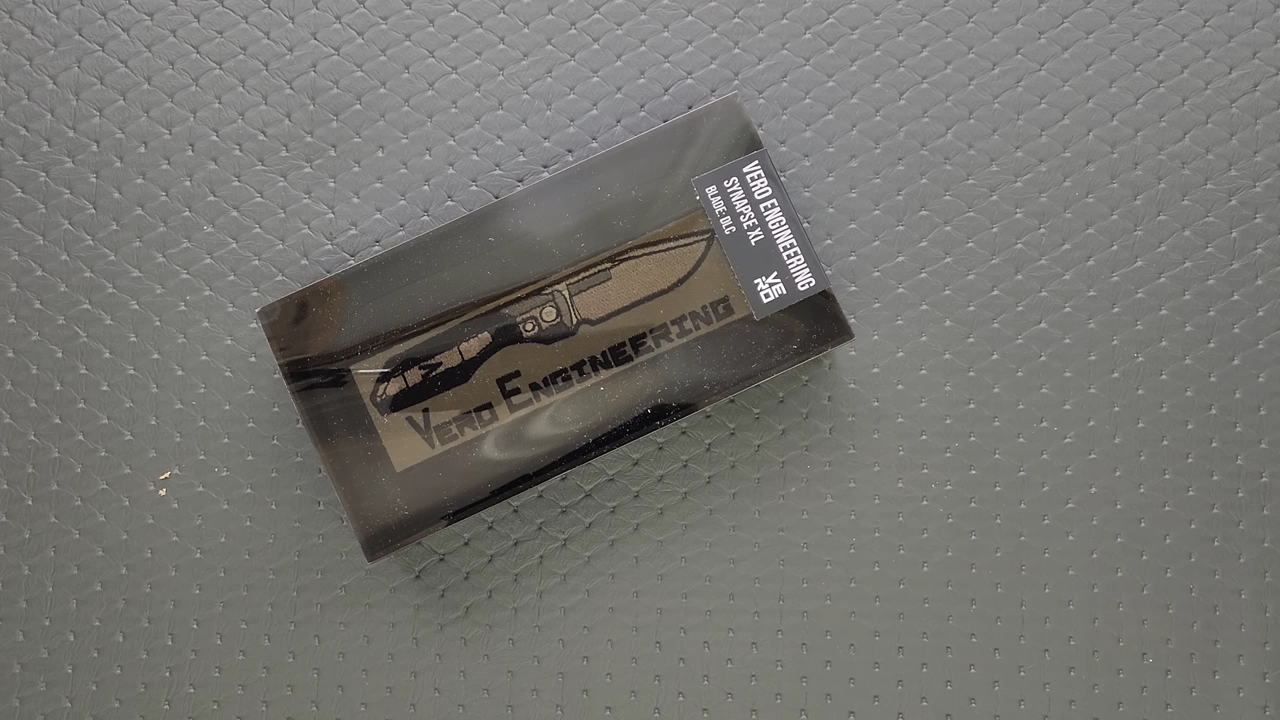 VERO ENGINEERING
SYNAPSE XL
BLADE: DLC
VE
RO
VERO ENGINEERING